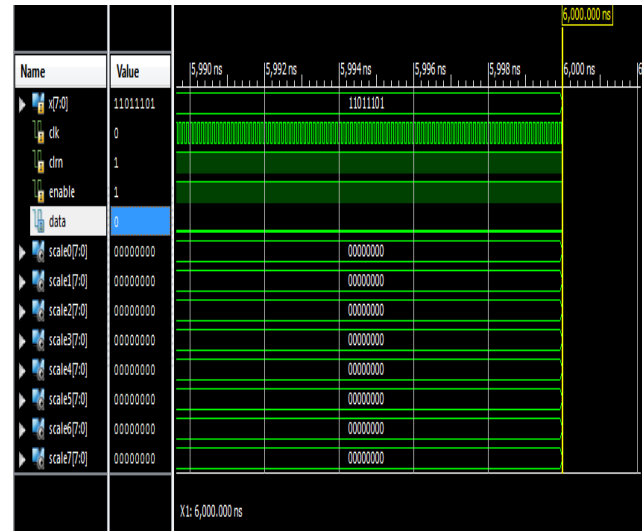 6,000.000 ns
Name Value 5,990 ns 5,992 ns 5,994 ns 5,996 ns 5,998 ns 6,000 ns 6
x[7:0] 11011101 11011101
clk 0
clrn 1
enable 1
data 0
scale0[7:0] 00000000 00000000
scale1[7:0] 00000000 00000000
scale2[7:0] 00000000 00000000
scale3[7:0] 00000000 00000000
scale4[7:0] 00000000 00000000
scale5[7:0] 00000000 00000000
scale6[7:0] 00000000 00000000
scale7[7:0] 00000000 00000000
X1: 6,000.000 ns